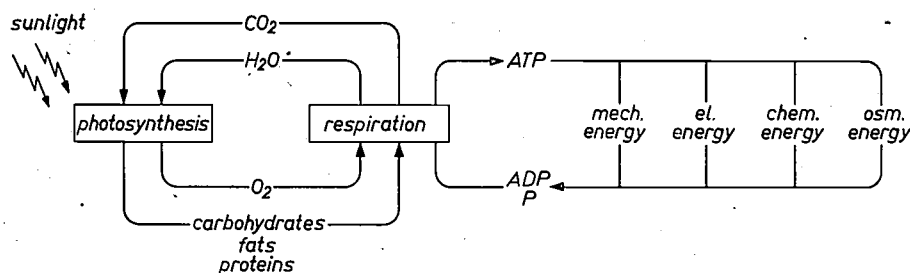 sunlight
CO₂
H₂O
ATP
photosynthesis
respiration
mech.
energy
el.
energy
chem.
energy
osm.
energy
O₂
ADP
P
carbohydrates
fats
proteins